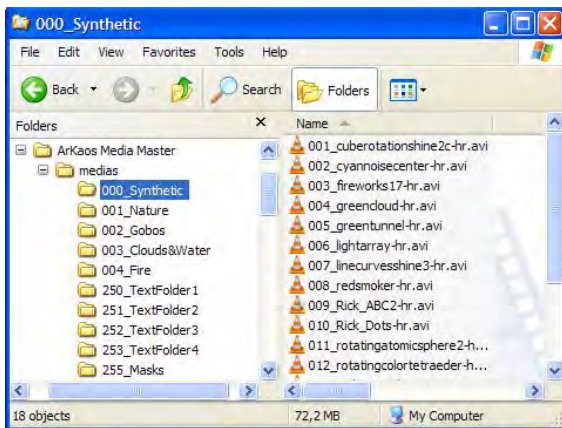 000_Synthetic
File Edit View Favorites Tools Help
Back Search Folders
Folders
ArKaos Media Master
medias
000_Synthetic
001_Nature
002_Gobos
003_Clouds&Water
004_Fire
250_TextFolder1
251_TextFolder2
252_TextFolder3
253_TextFolder4
255_Masks
Name
001_cuberotationshine2c-hr.avi
002_cyannoisecenter-hr.avi
003_fireworks17-hr.avi
004_greencloud-hr.avi
005_greentunnel-hr.avi
006_lightarray-hr.avi
007_linecurvesshine3-hr.avi
008_redsmoker-hr.avi
009_Rick_ABC2-hr.avi
010_Rick_Dots-hr.avi
011_rotatingatomicsphere2-h...
012_rotatingcolortetraeder-h...
18 objects 72,2 MB My Computer